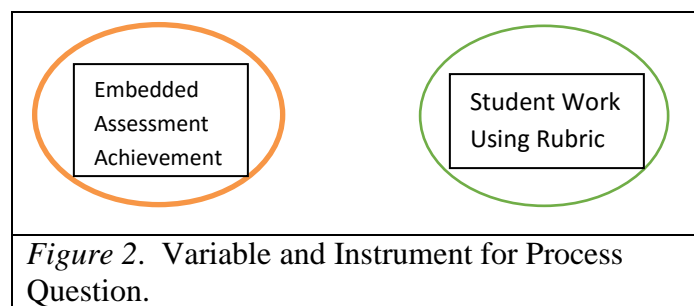 Embedded
Assessment
Achievement
Student Work
Using Rubric
Figure 2.  Variable and Instrument for Process
Question.